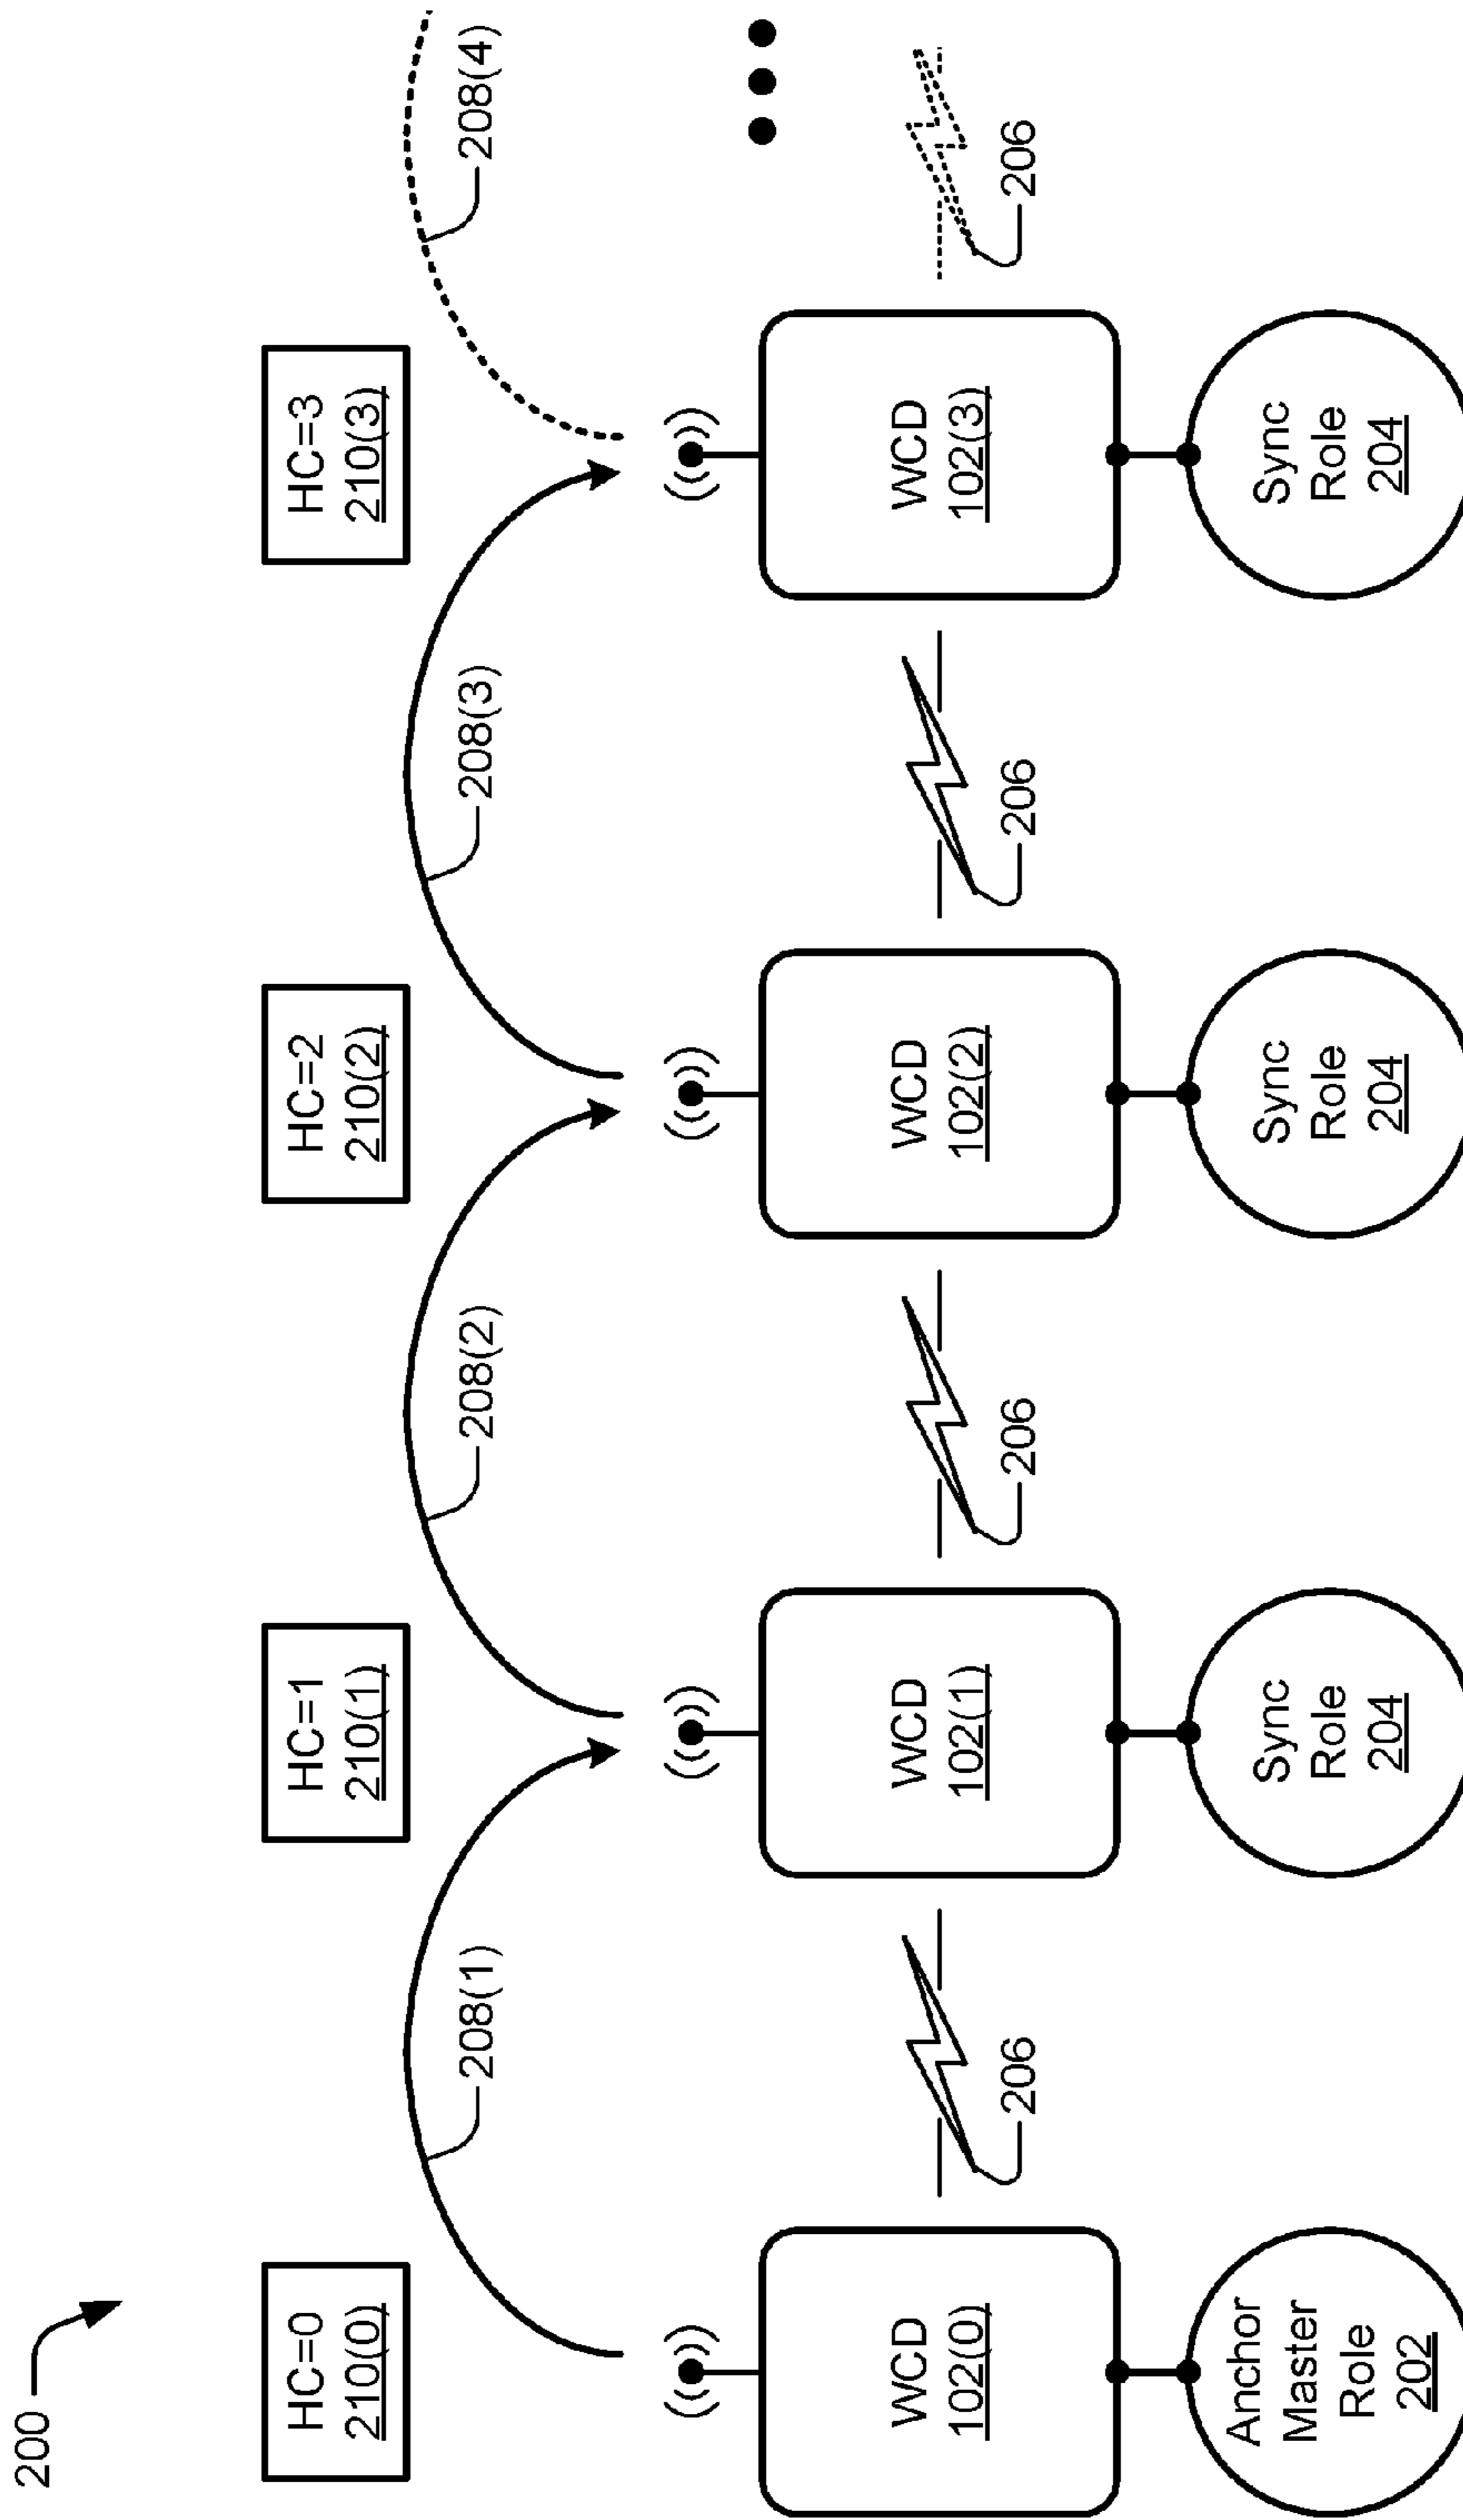 200
HC=0
210(0)
HC=1
210(1)
HC=2
210(2)
HC=3
210(3)
208(1)
208(2)
208(3)
208(4)
WCD
102(0)
WCD
102(1)
WCD
102(2)
WCD
102(3)
206
206
206
206
Anchor
Master
Role
202
Sync
Role
204
Sync
Role
204
Sync
Role
204